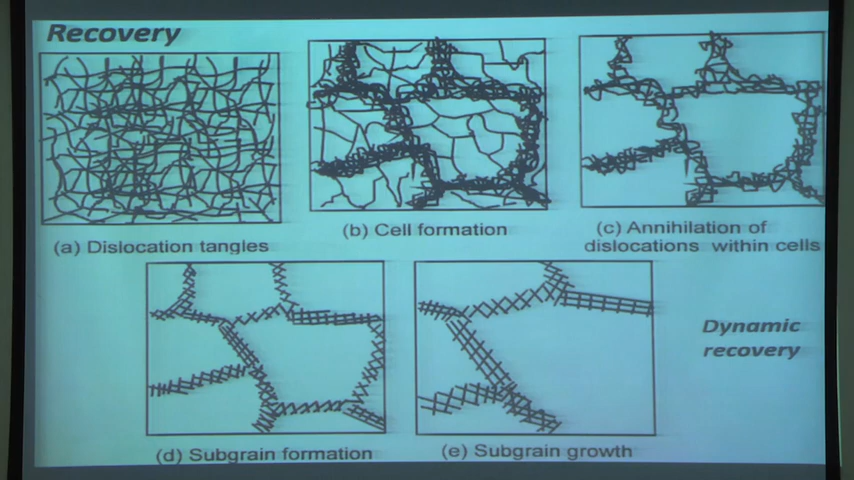 Recovery
(a) Dislocation tangles
(b) Cell formation
(c) Annihilation of
dislocations within cells
(d) Subgrain formation
(e) Subgrain growth
Dynamic
recovery